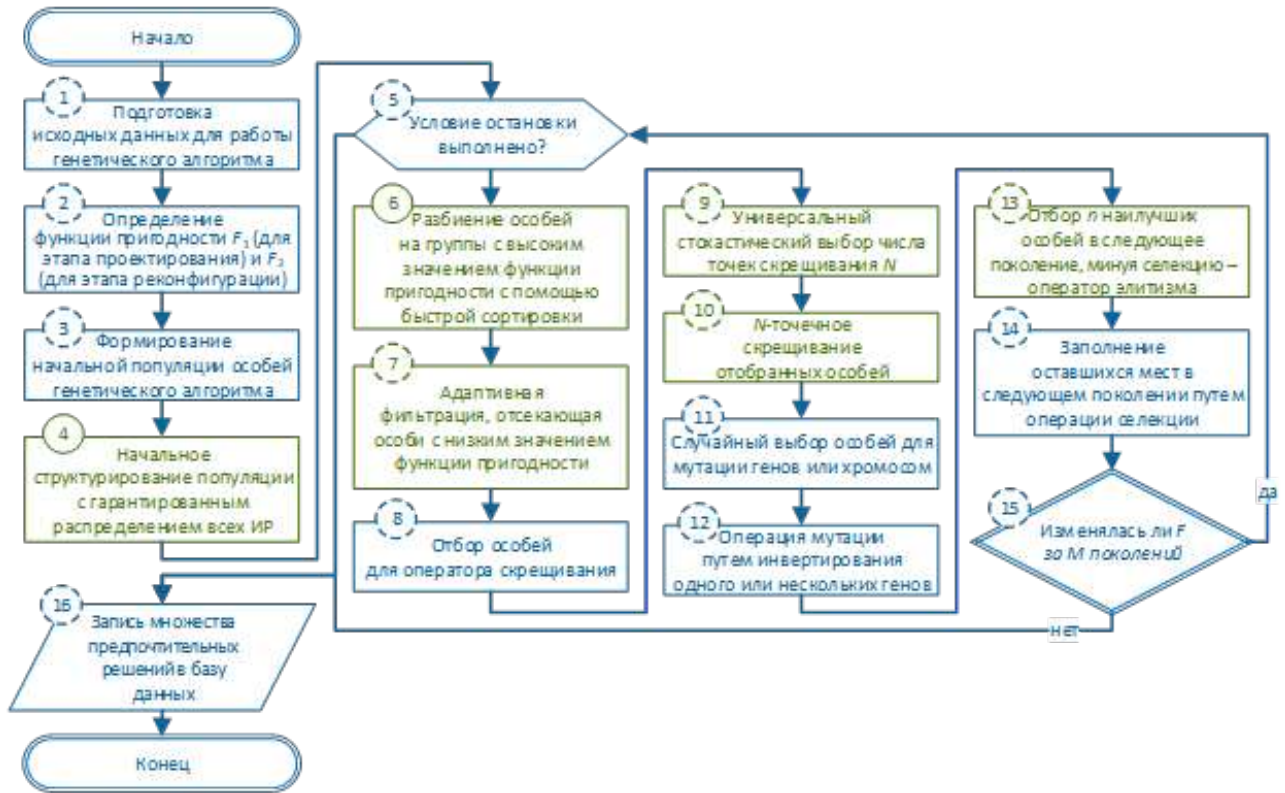 Начало
1
Подготовка
исходных данных для работы
генетического алгоритма
2
Определение
функции пригодности F1 (для
этапа проектирования) и F2
(для этапа реконфигурации)
3
Формирование
начальной популяции особей
генетического алгоритма
4
Начальное
структурирование популяции
с гарантированным
распределением всех ИР
5
Условие остановки
выполнено?
6
Разбиение особей
на группы с высоким
значением функции
пригодности с помощью
быстрой сортировки
7
Адаптивная
фильтрация, отсекающая
особи с низким значением
функции пригодности
8
Отбор особей
для оператора скрещивания
9
Универсальный
стохастический выбор числа
точек скрещивания N
10
N-точечное
скрещивание
отобранных особей
11
Случайный выбор особей для
мутации генов или хромосом
12
Операция мутации
путем инвертирования
одного или нескольких генов
13
Отбор n наилучших
особей в следующее
поколение, минуя селекцию –
оператор элитизма
14
Заполнение
оставшихся мест в
следующем поколении путем
операции селекции
15
Изменялась ли F
за M поколений
да
нет
16
Запись множества
предпочтительных
решений в базу
данных
Конец